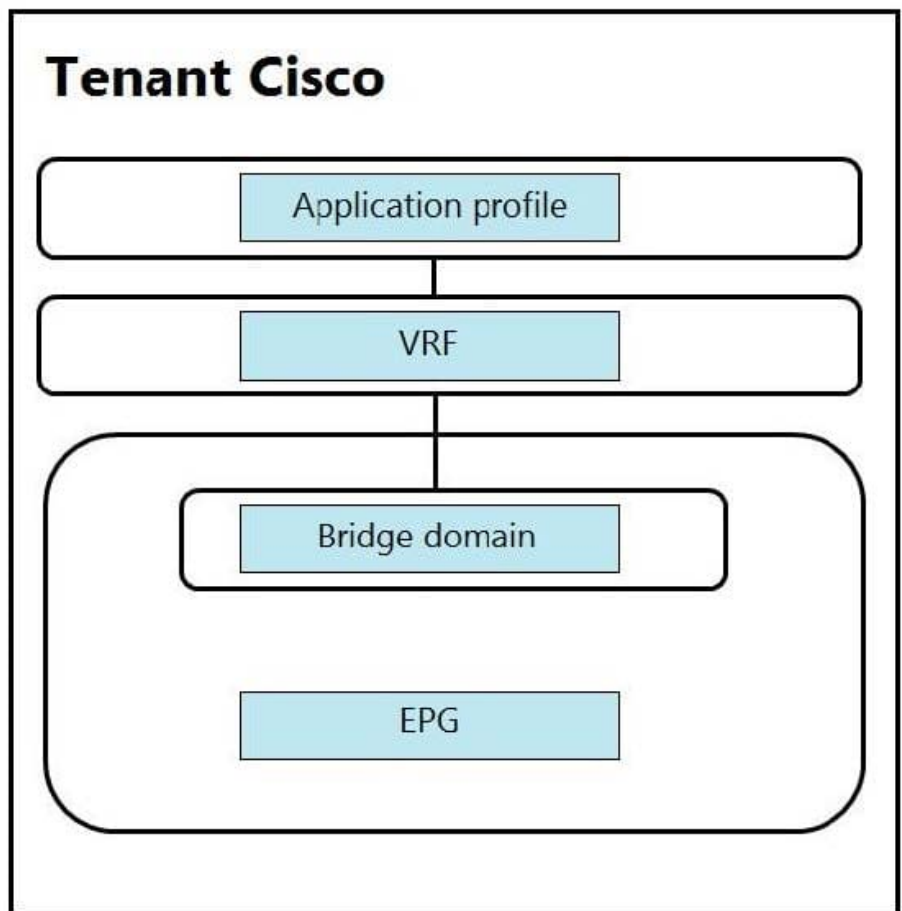 Tenant Cisco
Application profile
VRF
Bridge domain
EPG